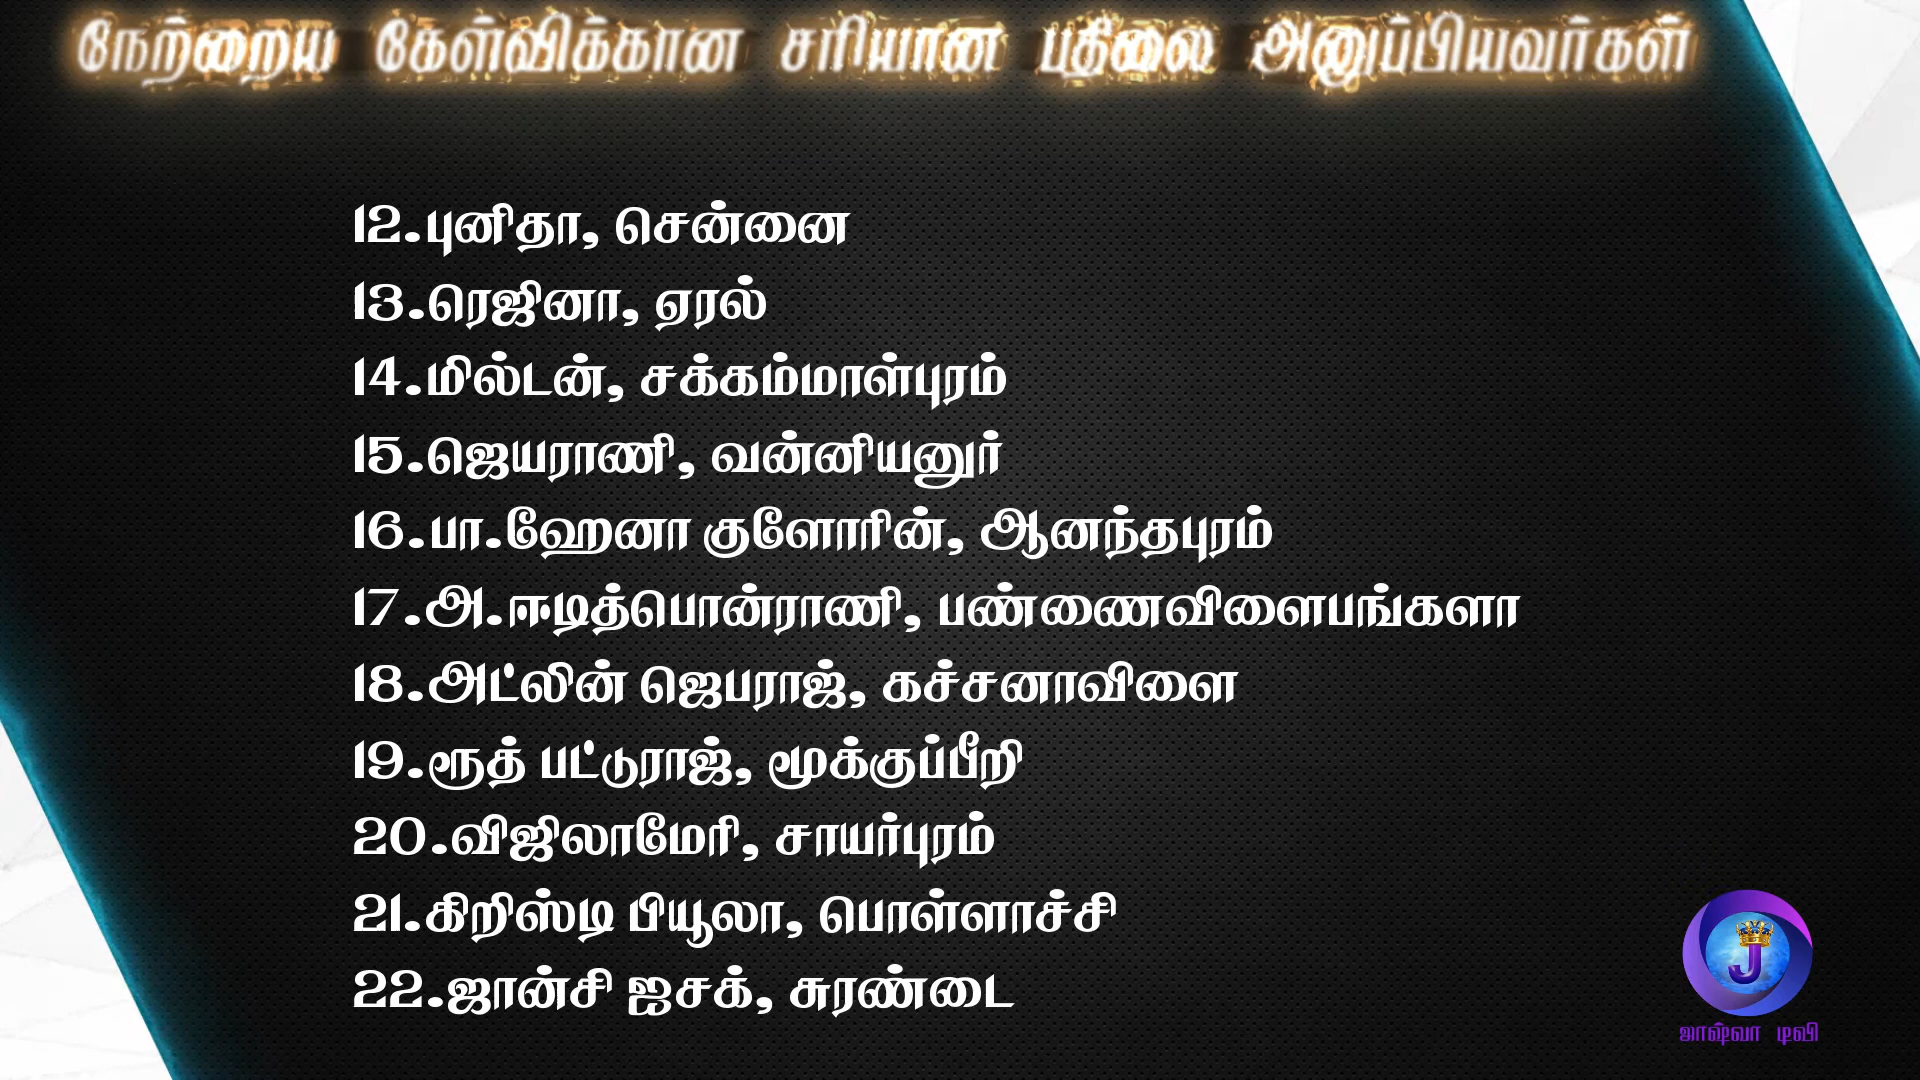 நேற்றைய கேள்விக்கான சரியான பதிலை அனுப்பியவர்கள்
12.புனிதா, சென்னை
13.ரெஜினா, ஏரல்
14.மில்டன், சக்கம்மாள்புரம்
15.ஜெயராணி, வன்னியனுர்
16.பா.ஹேனா குளோரின், ஆனந்தபுரம்
17.அ.ஈடித்பொன்ராணி, பண்ணைவிளைபங்களா
18.அட்லின் ஜெபராஜ், கச்சனாவிளை
19.ரூத் பட்டுராஜ், மூக்குப்பீறி
20.விஜிலாமேரி, சாயர்புரம்
21.கிறிஸ்டி பியூலா, பொள்ளாச்சி
22.ஜான்சி ஐசக், சுரண்டை
J
ஜாஷ்வா டிவி